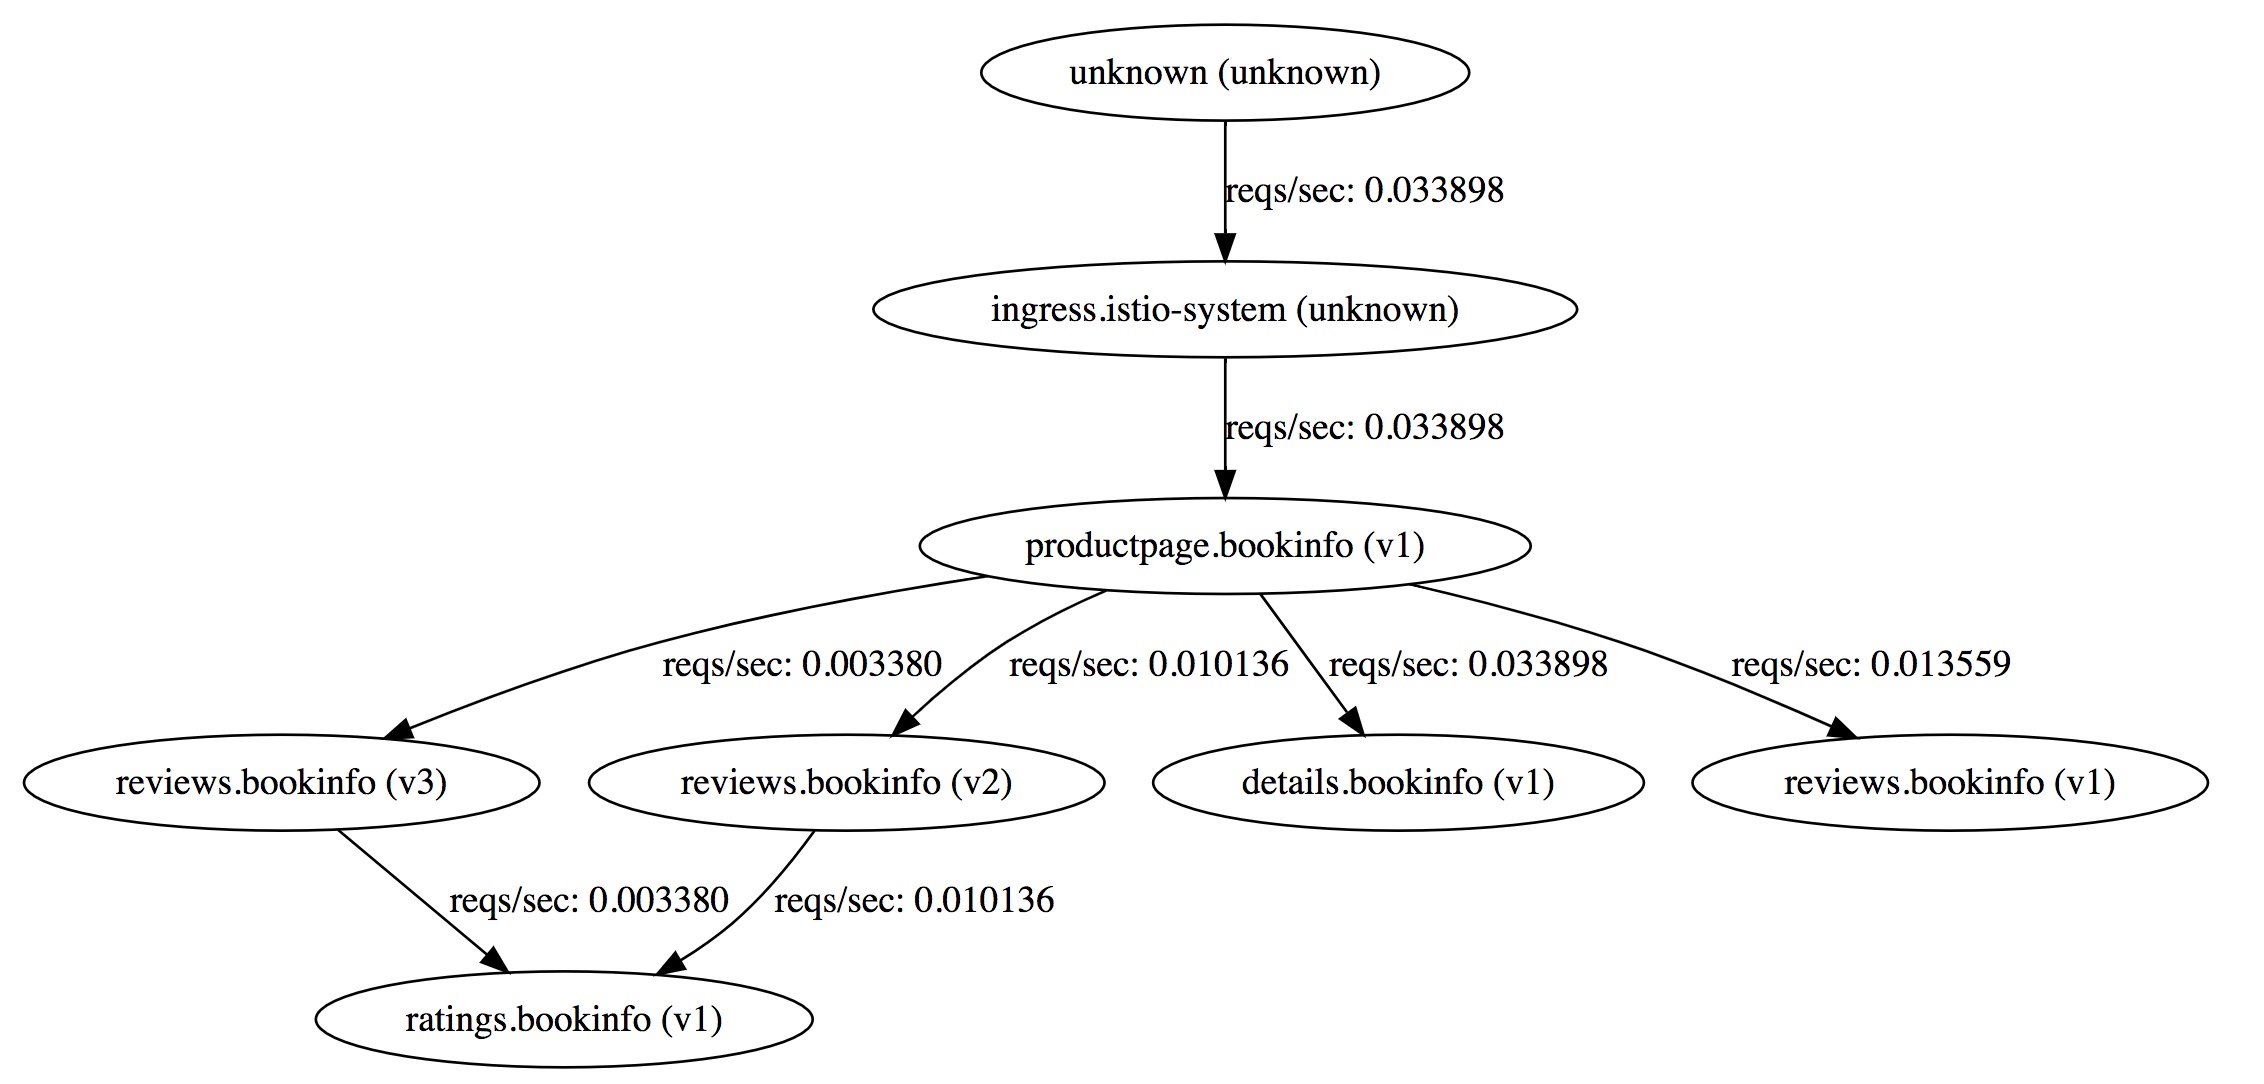 unknown (unknown)
reqs/sec: 0.033898
ingress.istio-system (unknown)
reqs/sec: 0.033898
productpage.bookinfo (v1)
reqs/sec: 0.003380
reqs/sec: 0.010136
reqs/sec: 0.033898
reqs/sec: 0.013559
reviews.bookinfo (v3)
reviews.bookinfo (v2)
details.bookinfo (v1)
reviews.bookinfo (v1)
reqs/sec: 0.003380
reqs/sec: 0.010136
ratings.bookinfo (v1)